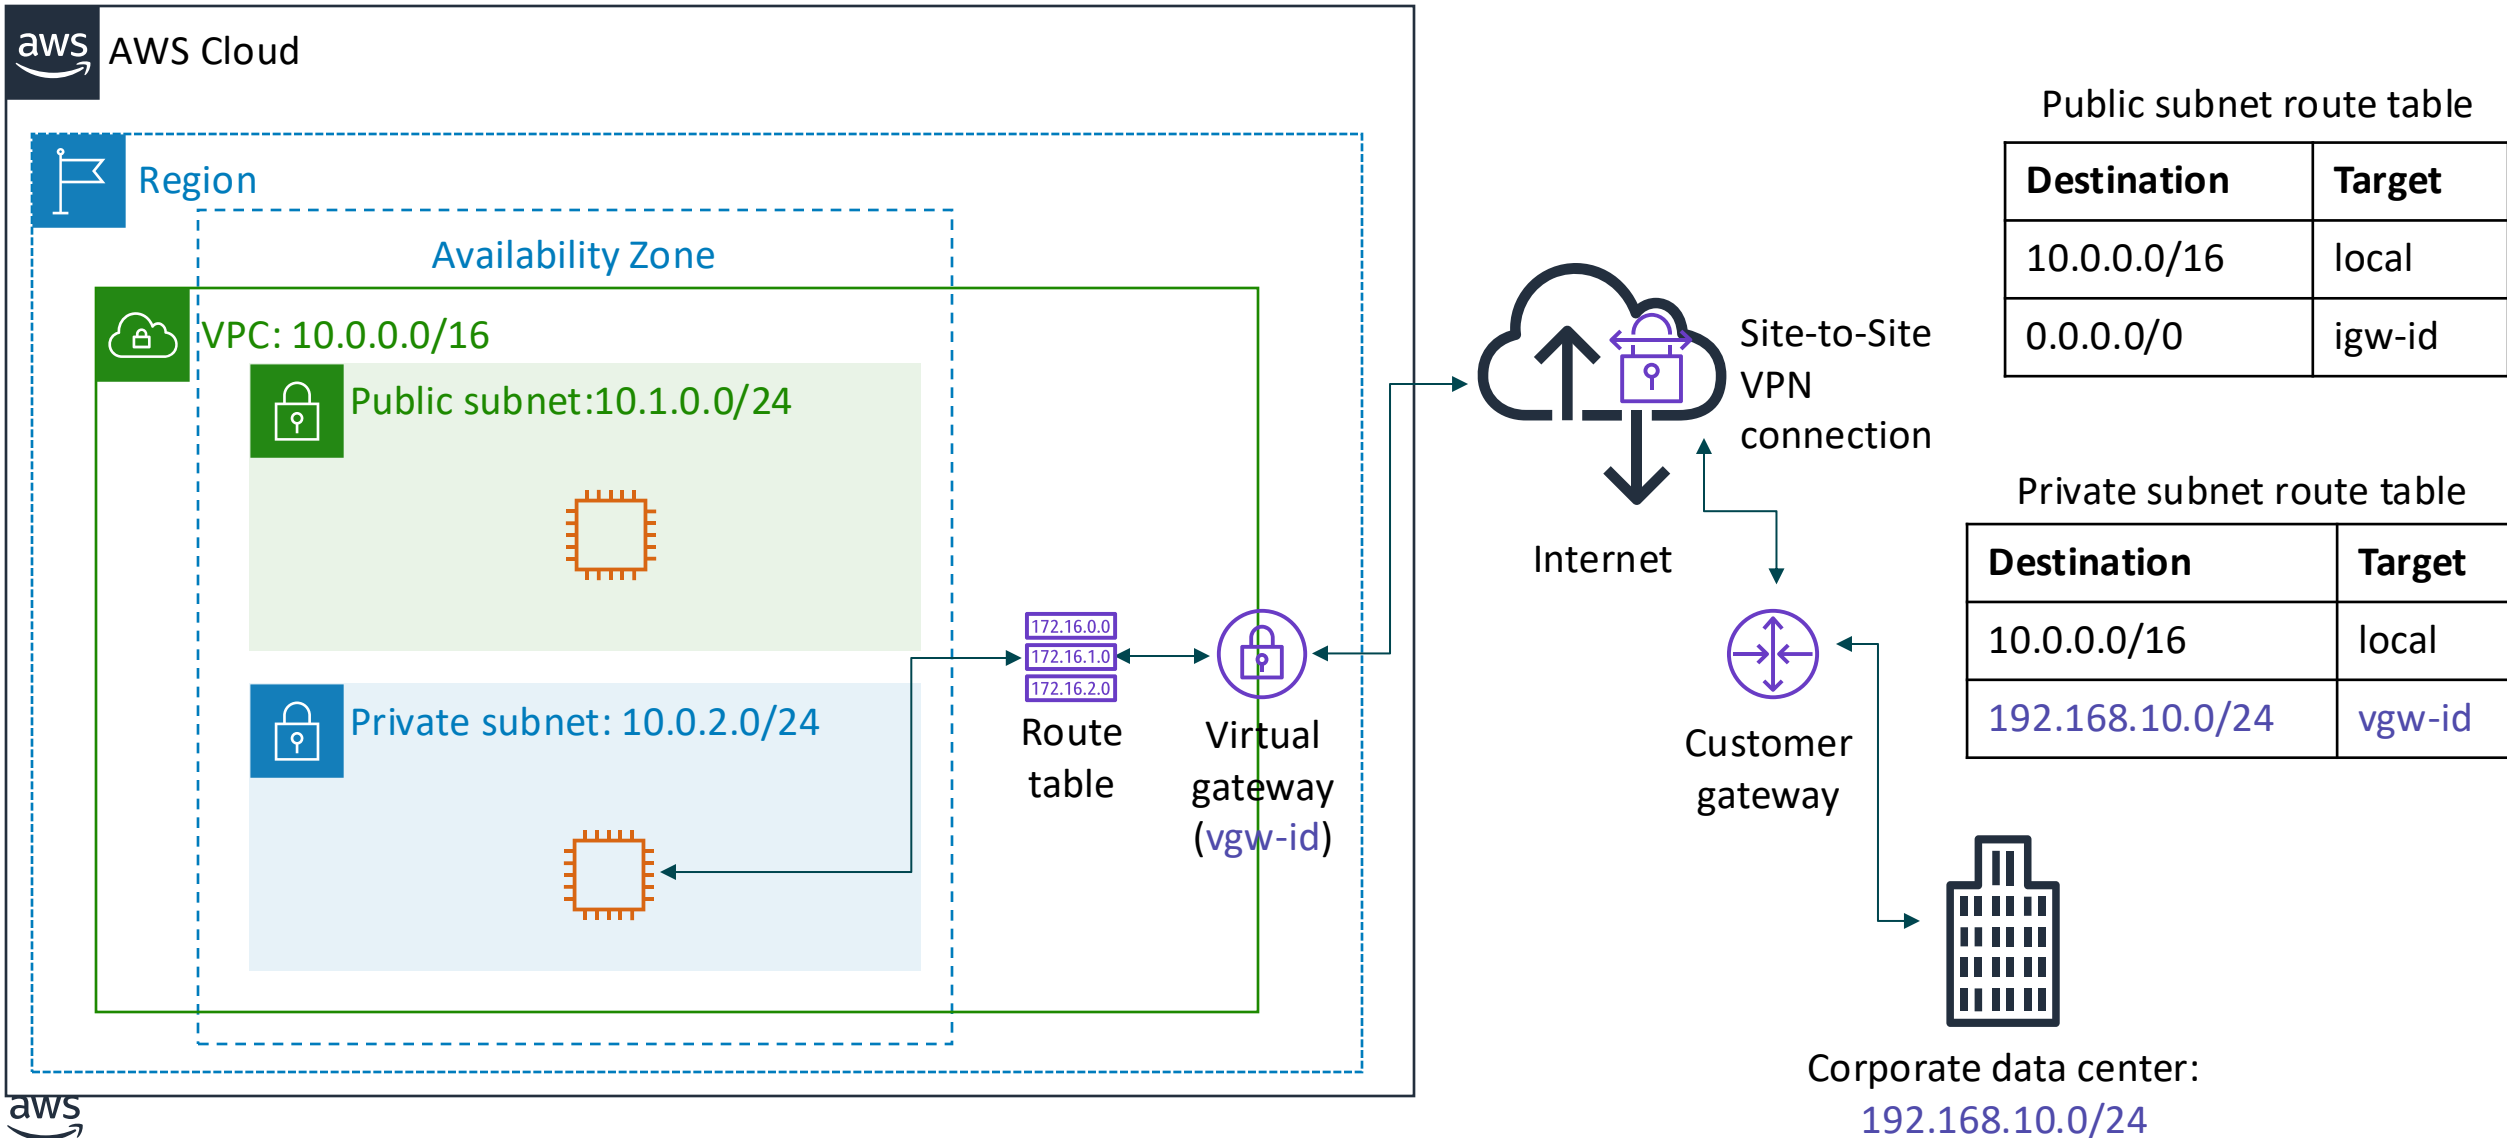 aws
AWS Cloud
Region
Availability Zone
VPC: 10.0.0.0/16
Public subnet:10.1.0.0/24
Private subnet: 10.0.2.0/24
172.16.0.0
172.16.1.0
172.16.2.0
Route
table
Virtual
gateway
(vgw-id)
Site-to-Site
VPN
connection
Internet
Customer
gateway
Corporate data center:
192.168.10.0/24
Public subnet route table
Destination Target
10.0.0.0/16 local
0.0.0.0/0 igw-id
Private subnet route table
Destination Target
10.0.0.0/16 local
192.168.10.0/24 vgw-id
aws